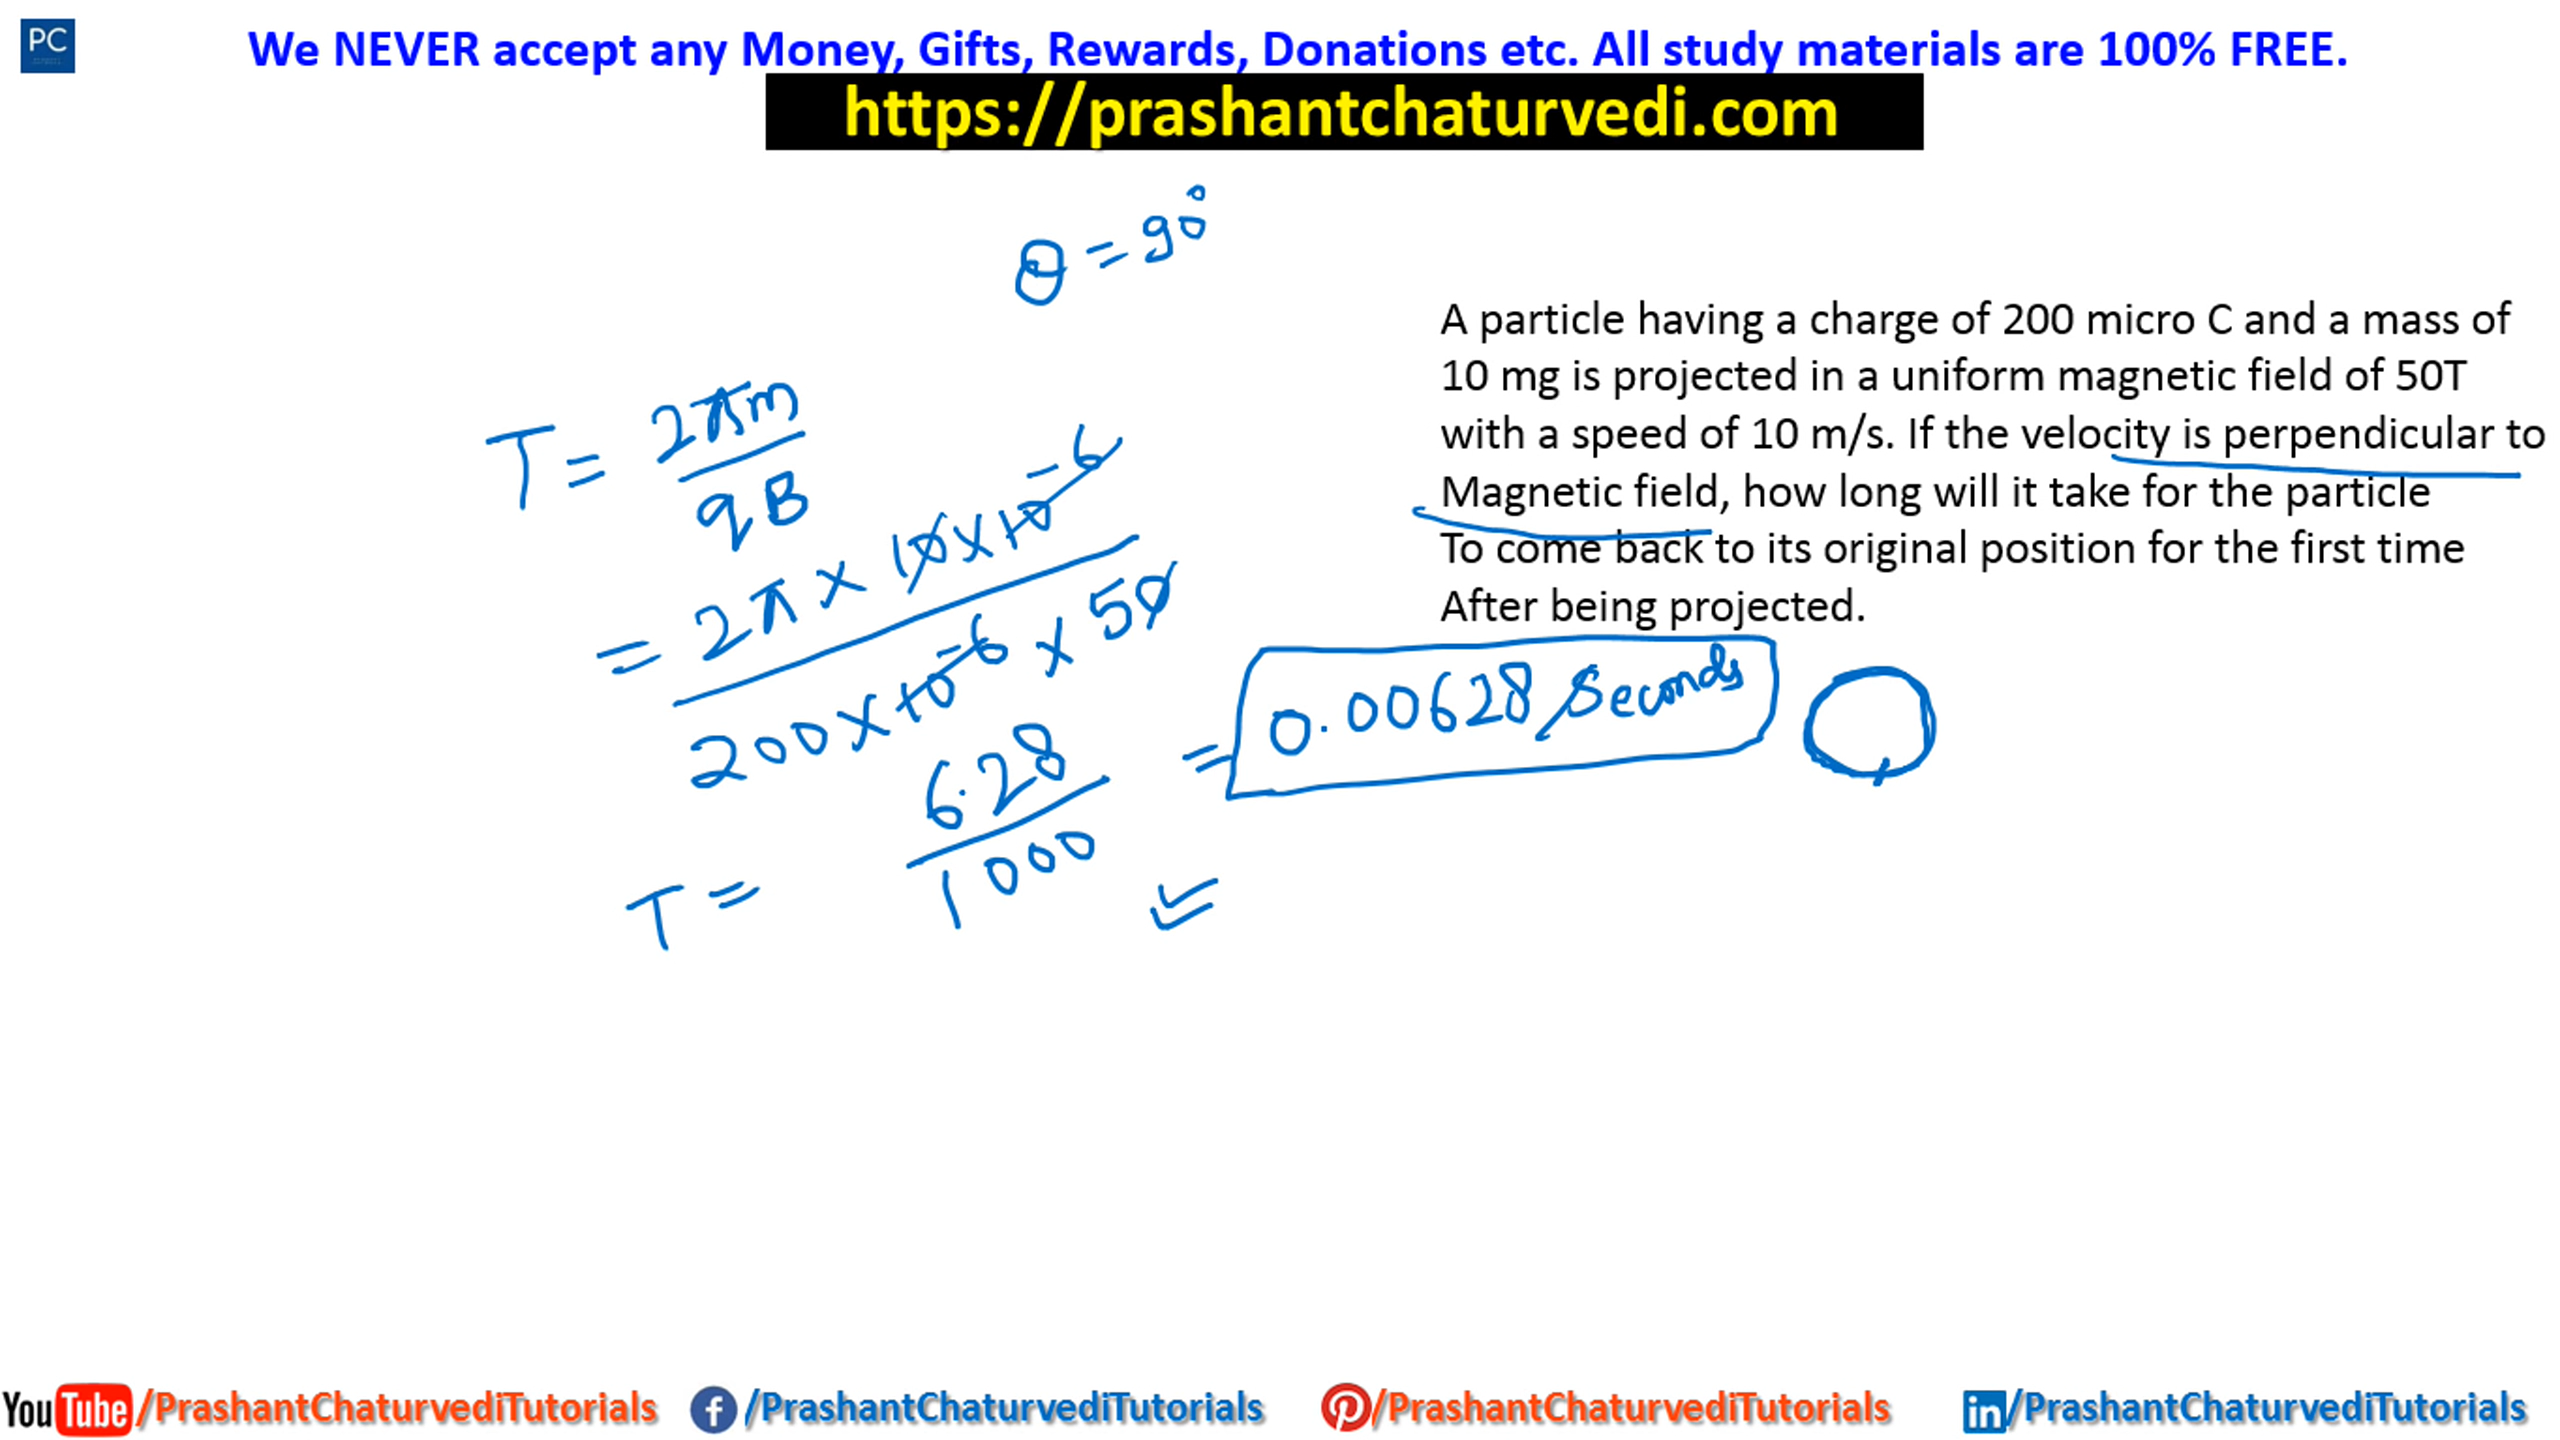 PC
We NEVER accept any Money, Gifts, Rewards, Donations etc. All study materials are 100% FREE.
https://prashantchaturvedi.com
θ = 90°
A particle having a charge of 200 micro C and a mass of
10 mg is projected in a uniform magnetic field of 50T
with a speed of 10 m/s. If the velocity is perpendicular to
Magnetic field, how long will it take for the particle
To come back to its original position for the first time
After being projected.
T = 2πm / qB
= 2π × 10 × 10^-6 / 200 × 10^-6 × 50
T = 6.28 / 1000 = 0.00628 seconds
YouTube/PrashantChaturvediTutorials
f/PrashantChaturvediTutorials
/PrashantChaturvediTutorials
in/PrashantChaturvediTutorials